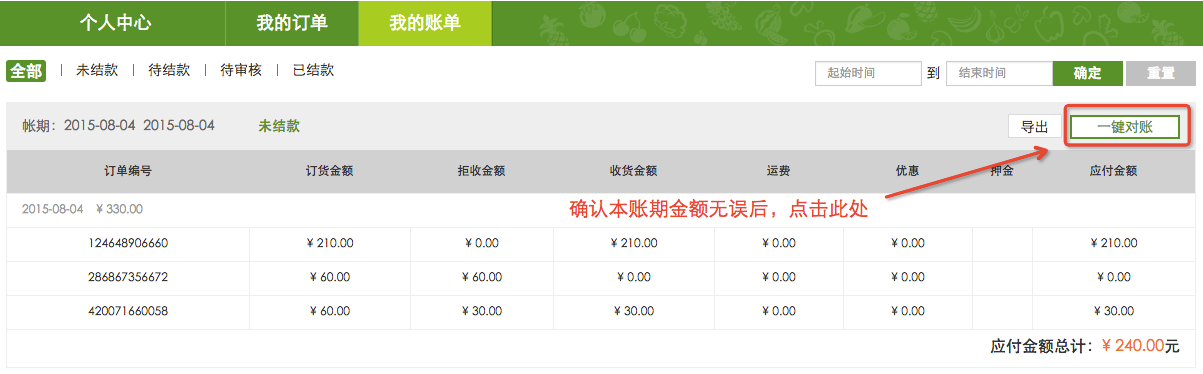 个人中心 我的订单 我的账单
全部 | 未结款 | 待结款 | 待审核 | 已结款 起始时间 到 结束时间 确定 重置
帐期：2015-08-04 2015-08-04 未结款 导出 一键对账
订单编号 订货金额 拒收金额 收货金额 运费 优惠 押金 应付金额
2015-08-04 ¥ 330.00 确认本账期金额无误后，点击此处
124648906660 ¥ 210.00 ¥ 0.00 ¥ 210.00 ¥ 0.00 ¥ 0.00 ¥ 210.00
286867356672 ¥ 60.00 ¥ 60.00 ¥ 0.00 ¥ 0.00 ¥ 0.00 ¥ 0.00
420071660058 ¥ 60.00 ¥ 30.00 ¥ 30.00 ¥ 0.00 ¥ 0.00 ¥ 30.00
应付金额总计：¥ 240.00元